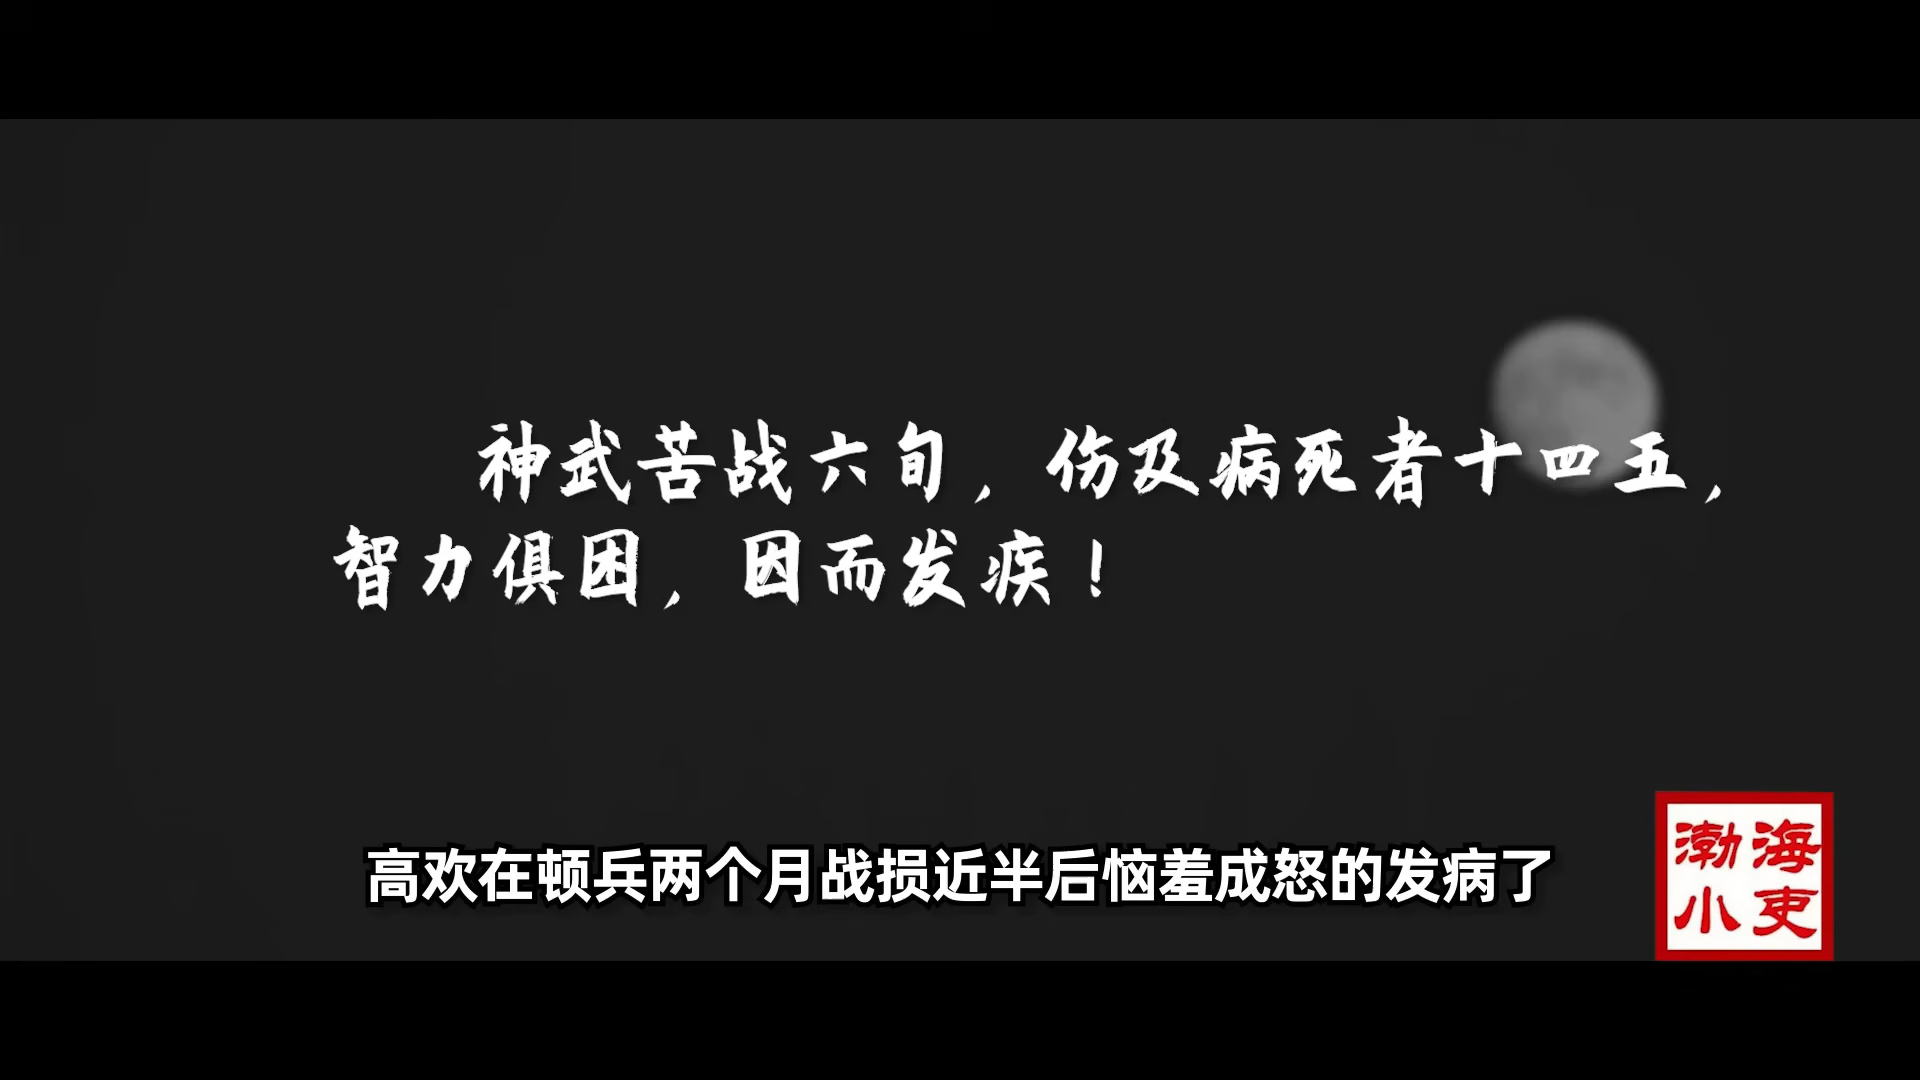 神武苦战六旬，伤及病死者十四五，
智力俱困，因而发疾！
高欢在顿兵两个月战损近半后恼羞成怒的发病了
渤海
小吏